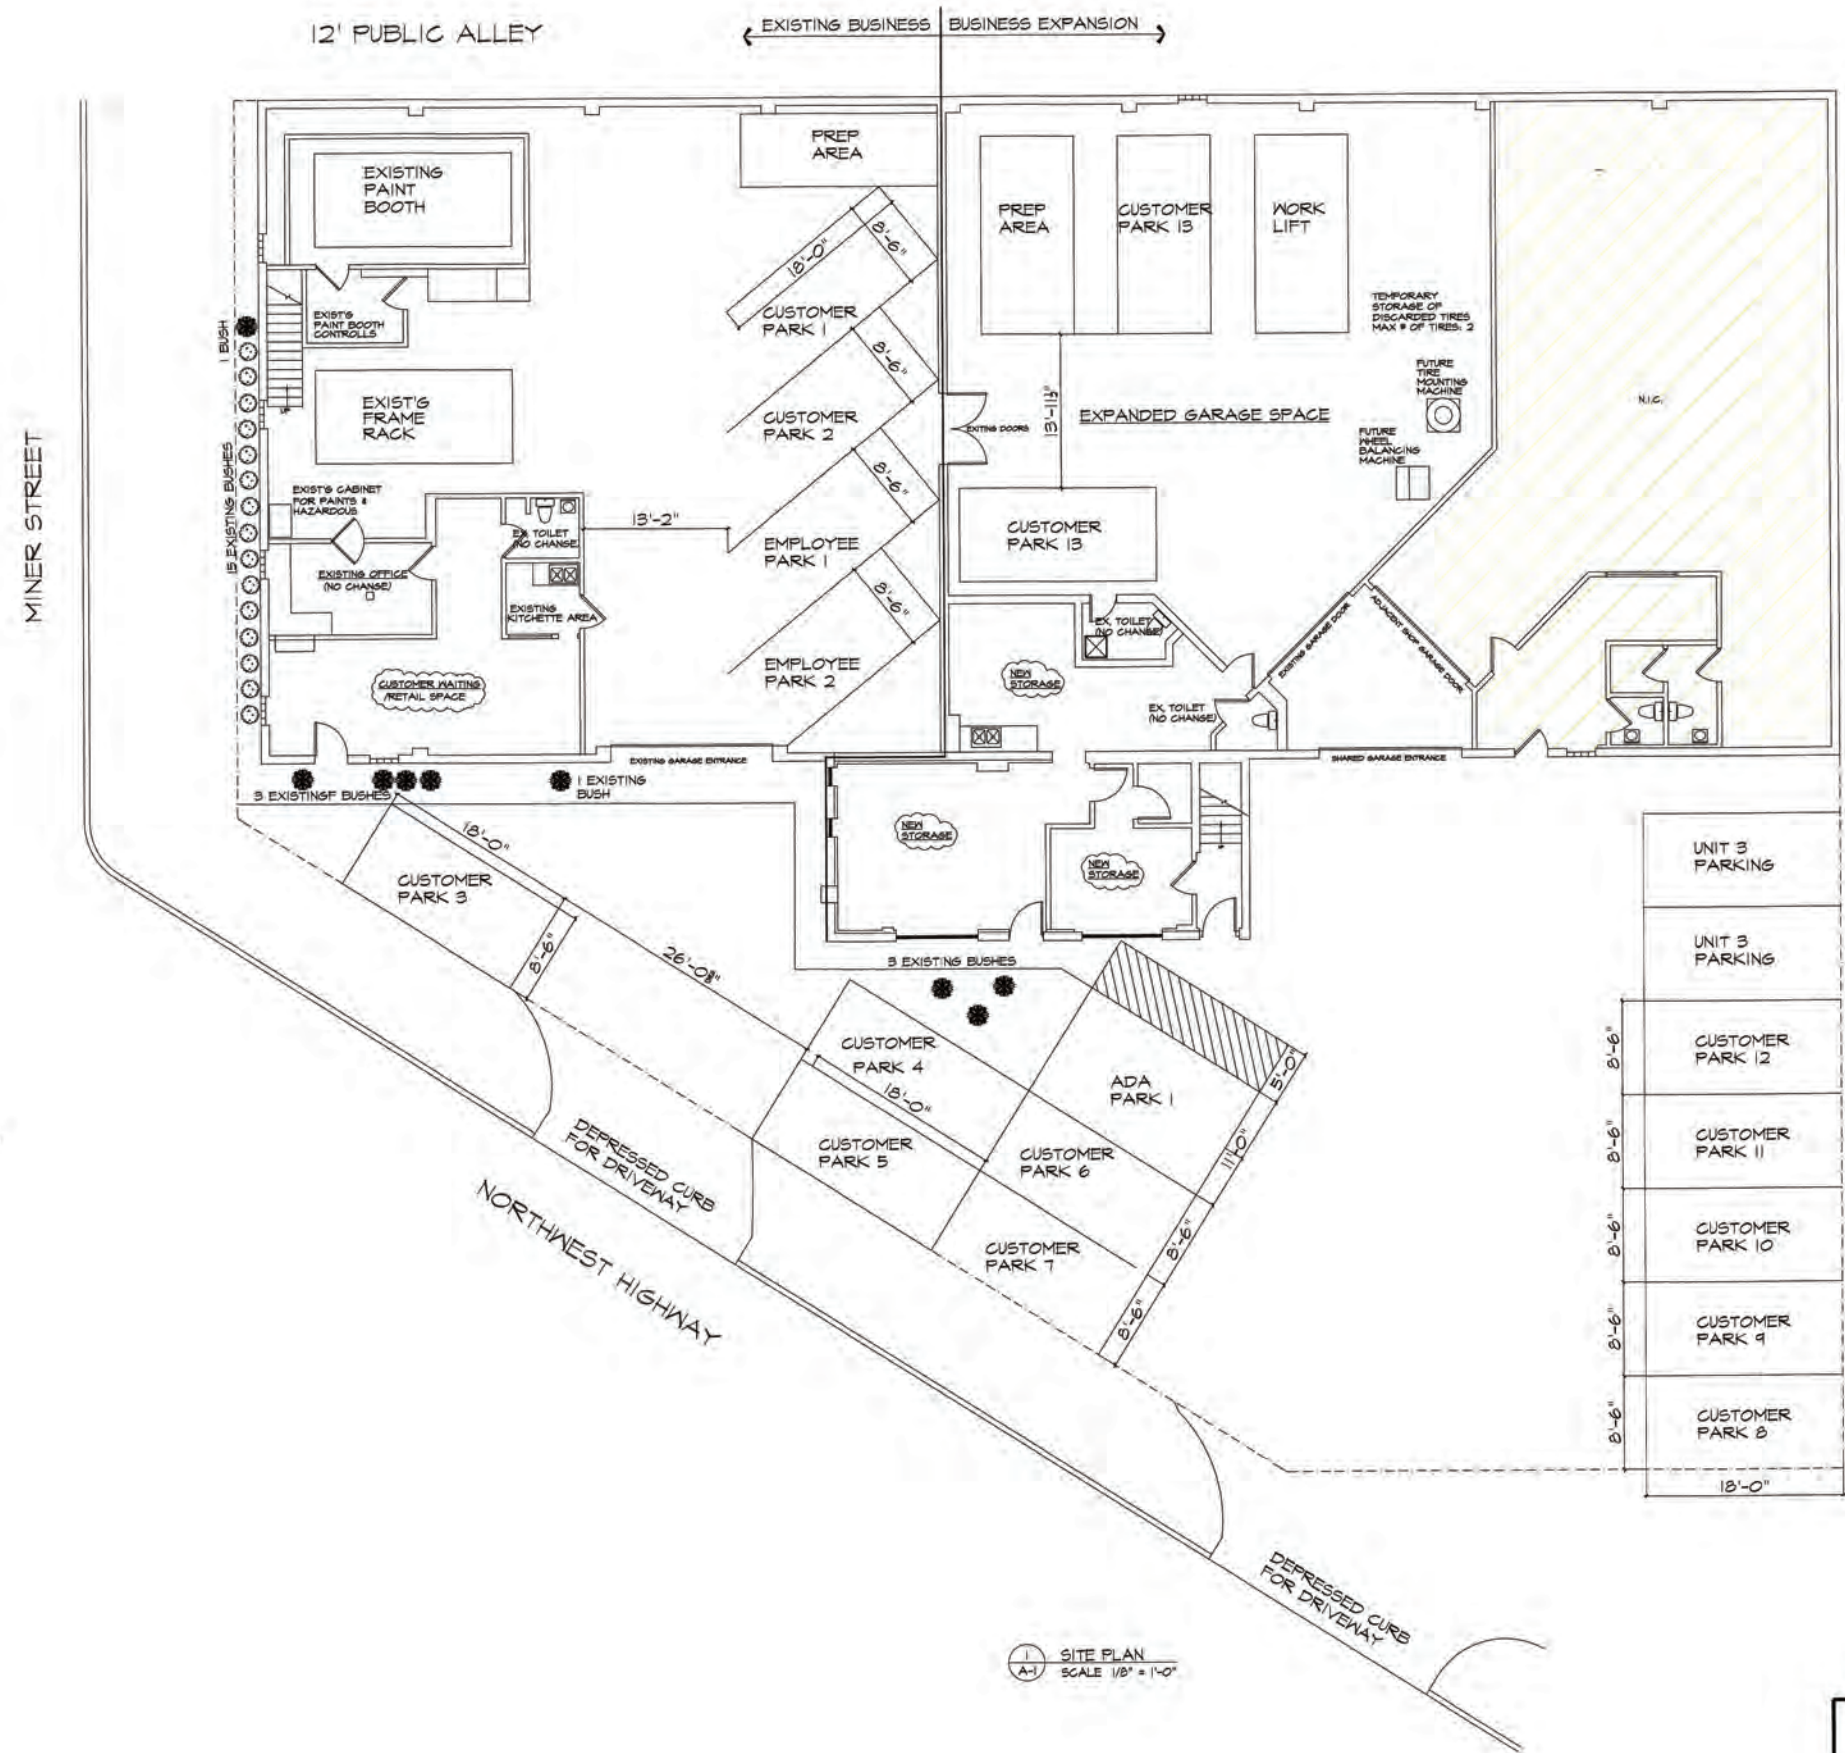 12' PUBLIC ALLEY
EXISTING BUSINESS
BUSINESS EXPANSION
MINER STREET
EXISTING
PAINT
BOOTH
PREP
AREA
18'-0"
8'-6"
CUSTOMER
PARK 1
8'-6"
CUSTOMER
PARK 2
8'-6"
EMPLOYEE
PARK 1
8'-6"
EMPLOYEE
PARK 2
EXIST'G
PAINT BOOTH
CONTROLLS
1 BUSH
15 EXISTING BUSHES
UP
EXIST'G
FRAME
RACK
EXIST'G CABINET
FOR PAINTS &
HAZARDOUS
EX. TOILET
(NO CHANGE)
13'-2"
EXISTING OFFICE
(NO CHANGE)
EXISTING
KITCHETTE AREA
CUSTOMER WAITING
/RETAIL SPACE
EXISTING GARAGE ENTRANCE
3 EXISTINGF BUSHES
1 EXISTING
BUSH
PREP
AREA
CUSTOMER
PARK 13
WORK
LIFT
TEMPORARY
STORAGE OF
DISCARDED TIRES
MAX # OF TIRES: 2
FUTURE
TIRE
MOUNTING
MACHINE
FUTURE
WHEEL
BALANCING
MACHINE
EXITING DOORS
13'-11½"
EXPANDED GARAGE SPACE
N.I.C.
CUSTOMER
PARK 13
EX. TOILET
(NO CHANGE)
NEW
STORAGE
EX. TOILET
(NO CHANGE)
EXISTING GARAGE DOOR
ADJACENT SHOP GARAGE DOOR
SHARED GARAGE ENTRANCE
NEW
STORAGE
NEW
STORAGE
3 EXISTING BUSHES
18'-0"
CUSTOMER
PARK 3
8'-6"
CUSTOMER
PARK 4
18'-0"
CUSTOMER
PARK 5
ADA
PARK 1
5'-0"
11'-0"
CUSTOMER
PARK 6
8'-6"
CUSTOMER
PARK 7
8'-6"
DEPRESSED CURB
FOR DRIVEWAY
NORTHWEST HIGHWAY
UNIT 3
PARKING
UNIT 3
PARKING
8'-6"
CUSTOMER
PARK 12
8'-6"
CUSTOMER
PARK 11
8'-6"
CUSTOMER
PARK 10
8'-6"
CUSTOMER
PARK 9
8'-6"
CUSTOMER
PARK 8
18'-0"
DEPRESSED CURB
FOR DRIVEWAY
1
A-1
SITE PLAN
SCALE 1/8" = 1'-0"